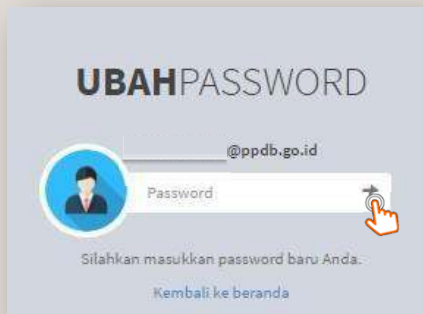 UBAHPASSWORD
@ppdb.go.id
Password
Silahkan masukkan password baru Anda.
Kembali ke beranda